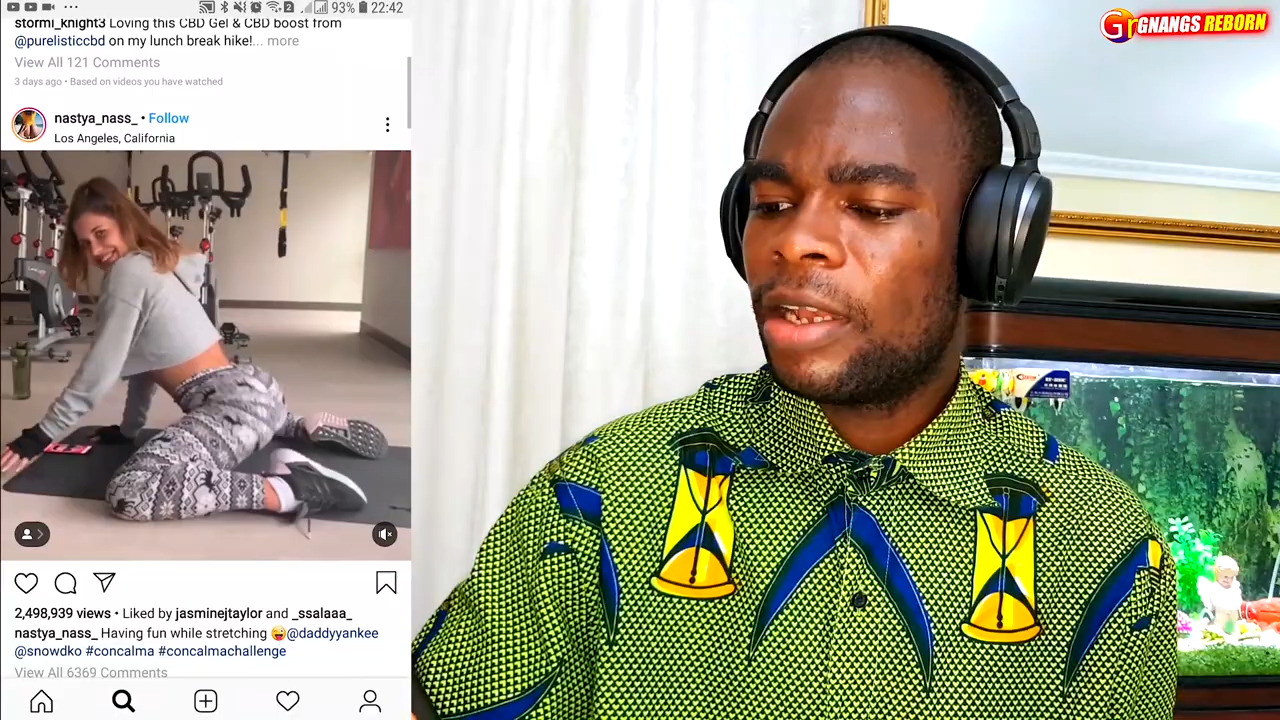 93% 22:42
stormi_knight3 Loving this CBD Gel & CBD boost from
@purelisticcbd on my lunch break hike!... more
View All 121 Comments
3 days ago • Based on videos you have watched
nastya_nass_ • Follow
Los Angeles, California
2,498,939 views • Liked by jasminejtaylor and _ssalaaa_
nastya_nass_ Having fun while stretching 😜@daddyyankee
@snowdko #concalma #concalmachallenge
View All 6369 Comments
Gr GNANGS REBORN